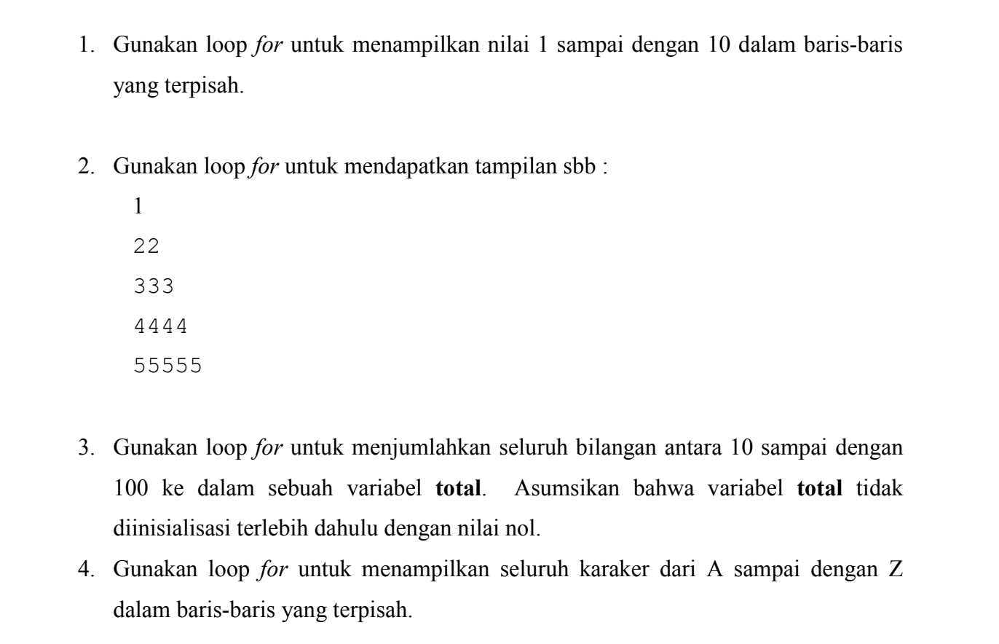 1. Gunakan loop for untuk menampilkan nilai 1 sampai dengan 10 dalam baris-baris
yang terpisah.
2. Gunakan loop for untuk mendapatkan tampilan sbb :
1
22
333
4444
55555
3. Gunakan loop for untuk menjumlahkan seluruh bilangan antara 10 sampai dengan
100 ke dalam sebuah variabel total. Asumsikan bahwa variabel total tidak
diinisialisasi terlebih dahulu dengan nilai nol.
4. Gunakan loop for untuk menampilkan seluruh karaker dari A sampai dengan Z
dalam baris-baris yang terpisah.